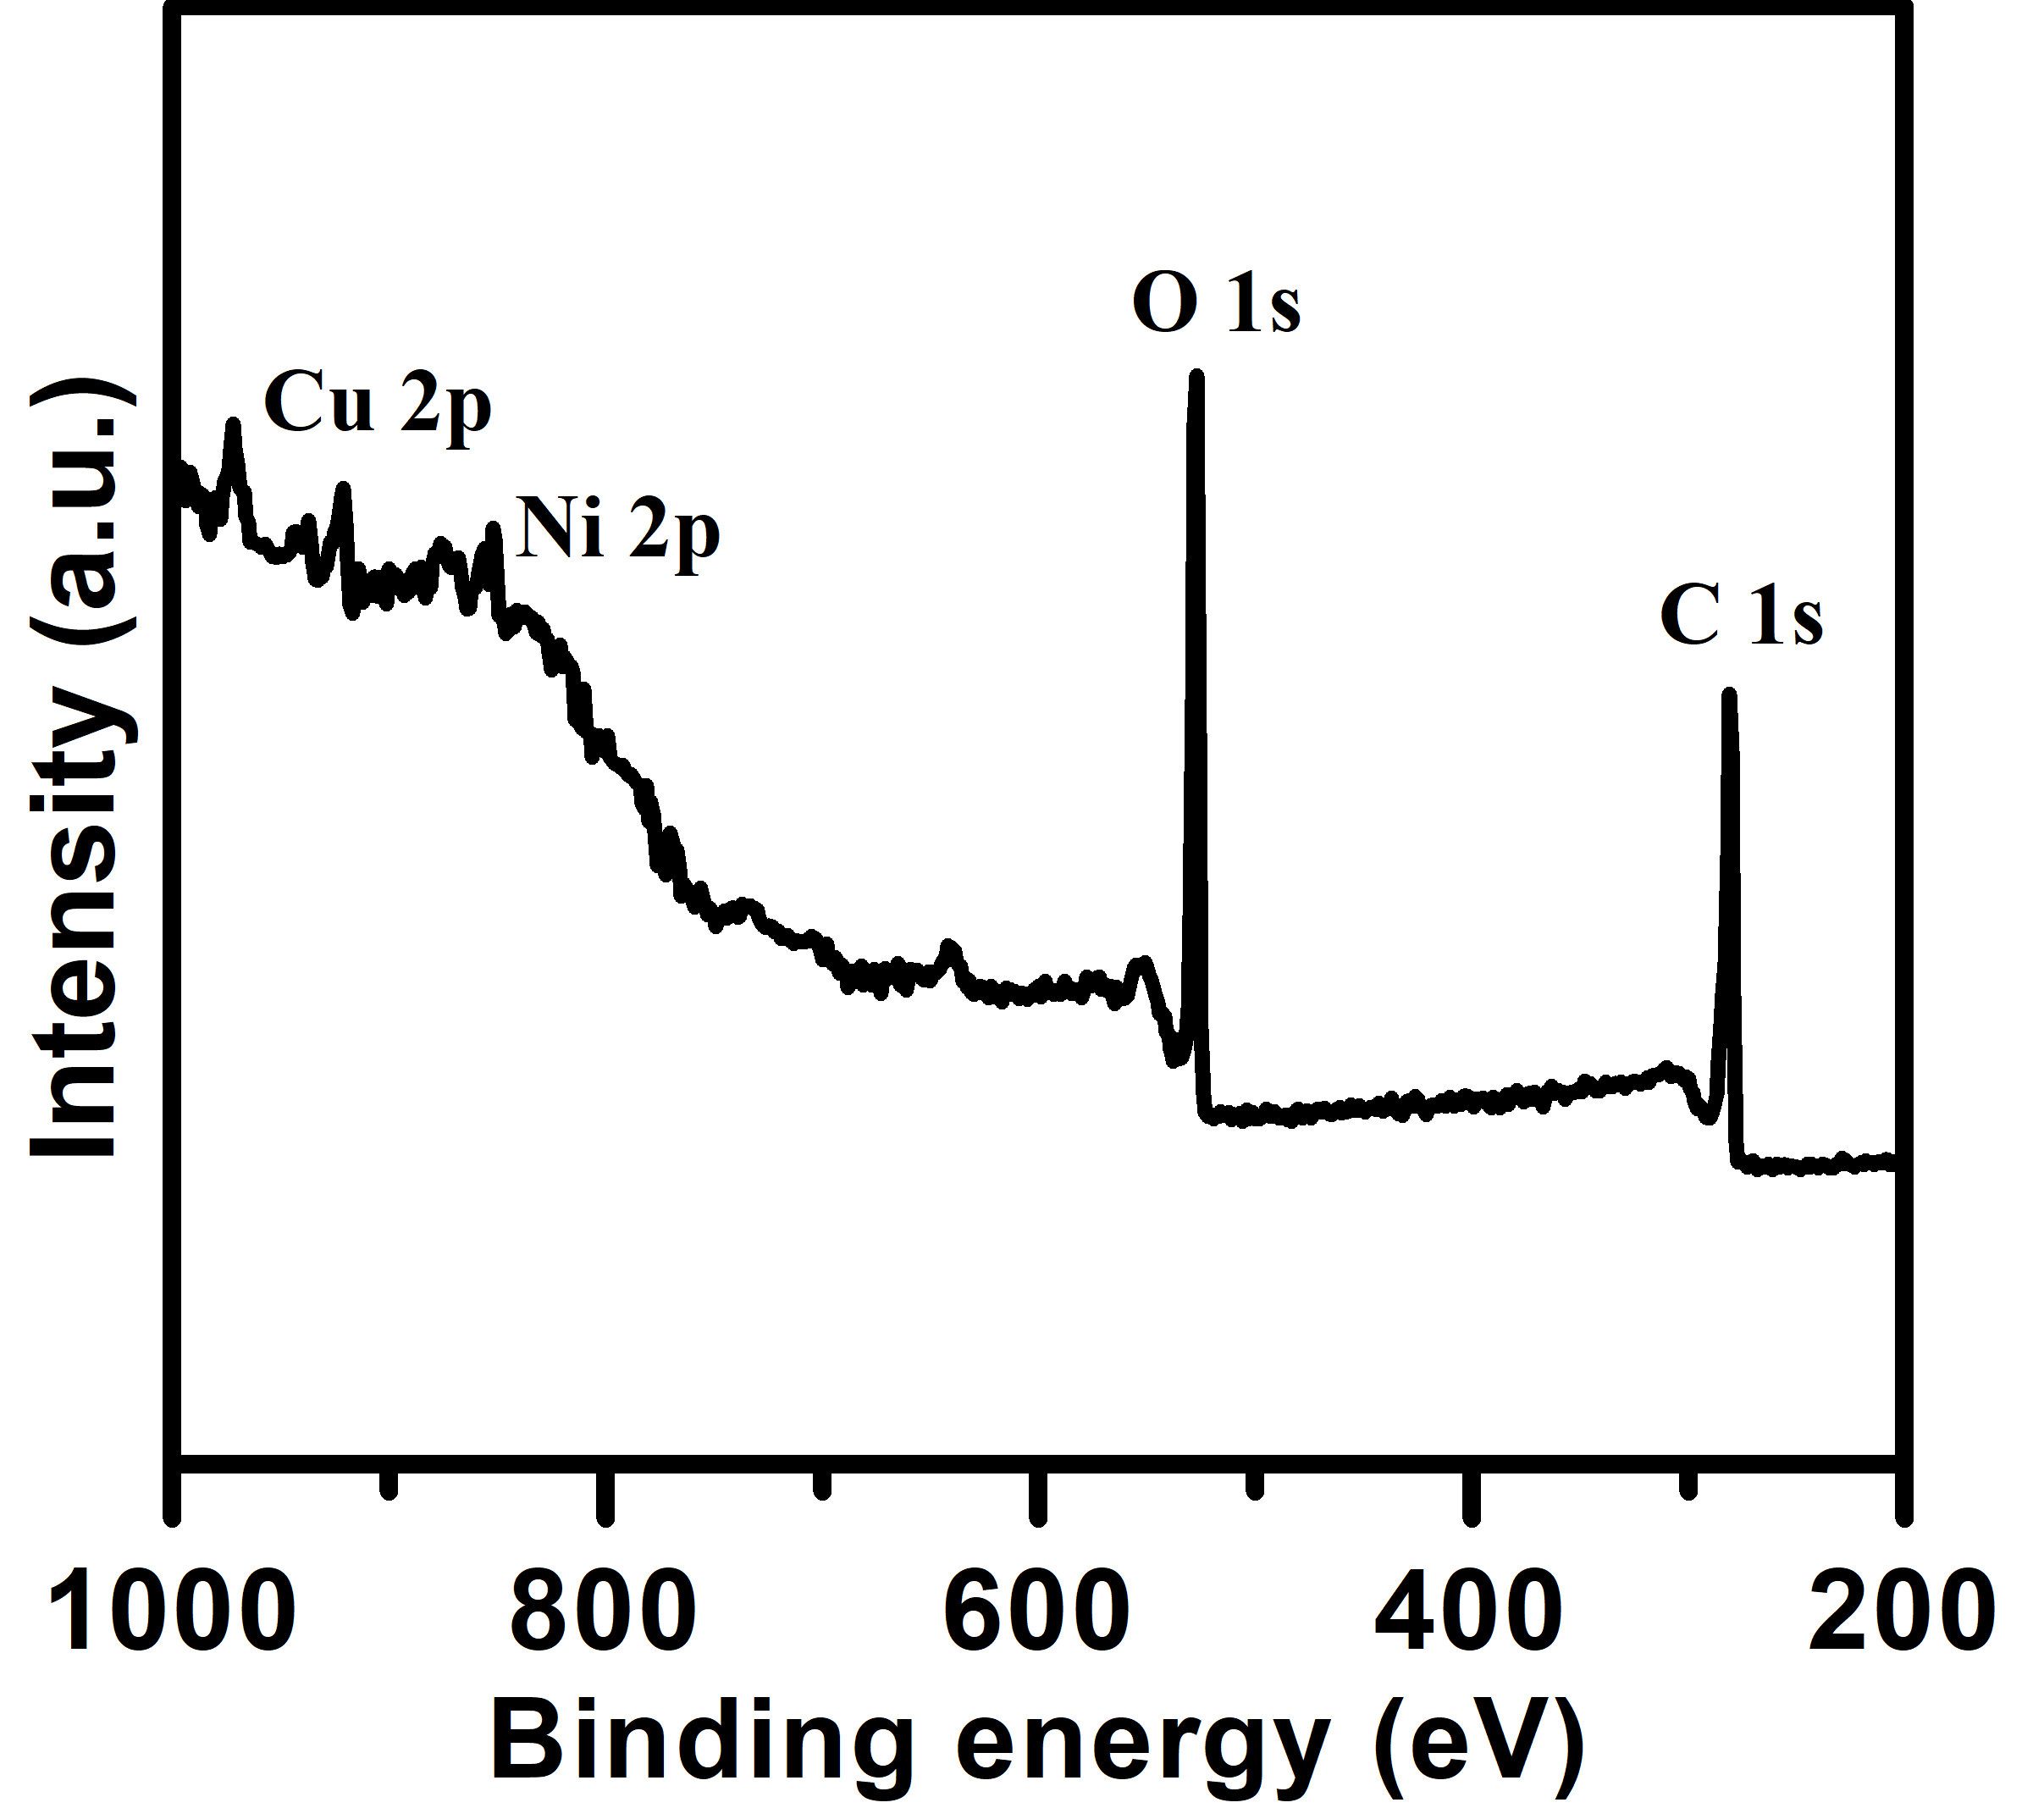 O 1s
Cu 2p
Ni 2p
C 1s
Intensity (a.u.)
1000 800 600 400 200
Binding energy (eV)